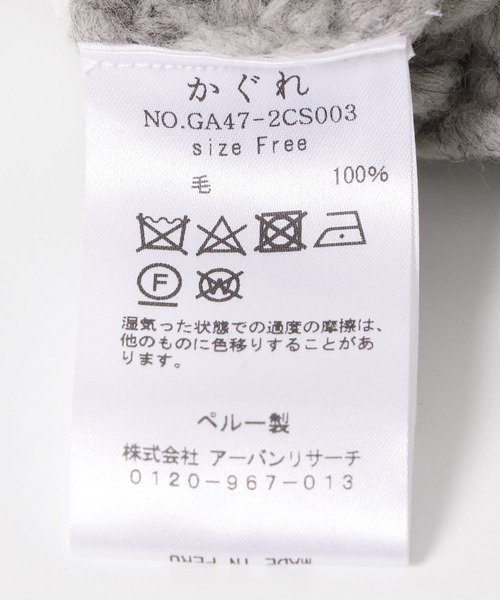 かぐれ
NO.GA47-2CS003
size Free
毛 100%
F W
湿気った状態での過度の摩擦は、
他のものに色移りすることがあ
ります。
ペルー製
株式会社 アーバンリサーチ
0120-967-013
MADE IN PERU